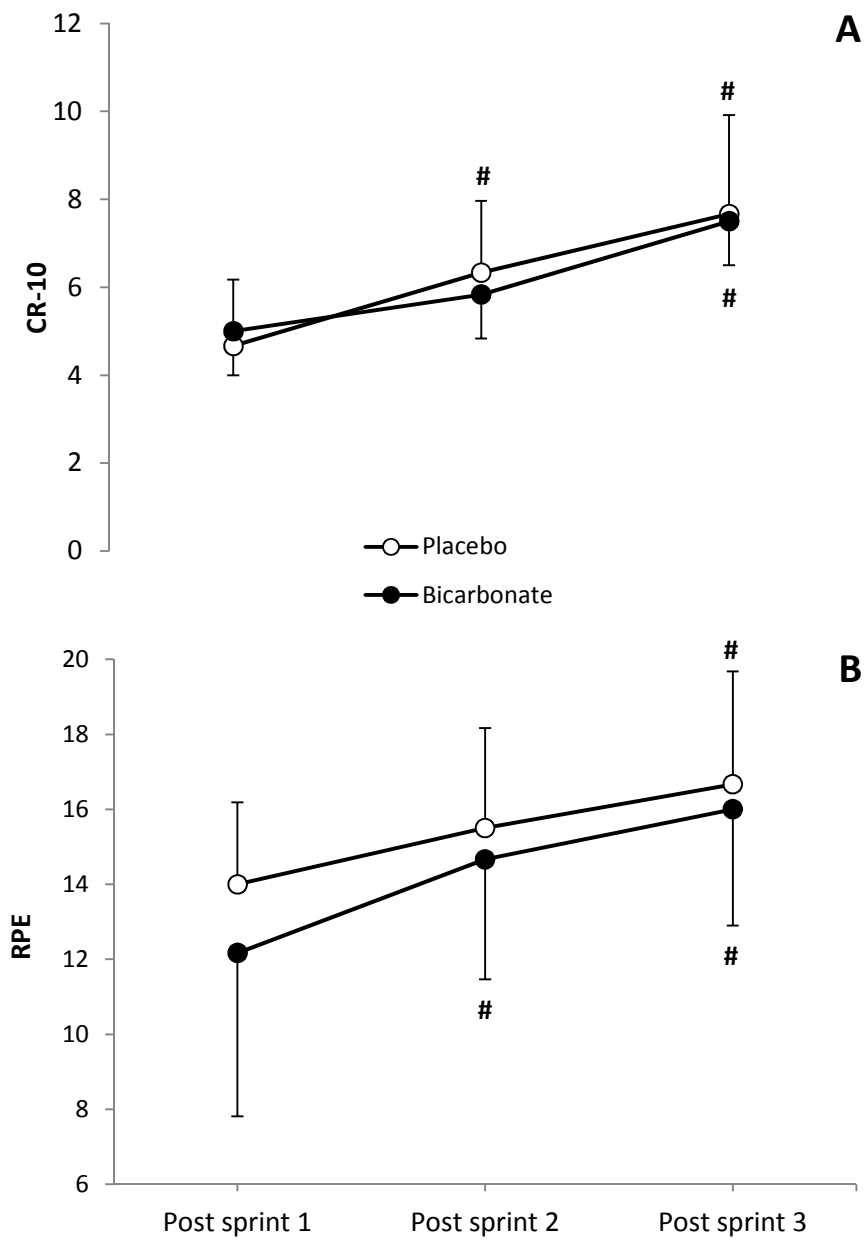 A
12
10
8
6
4
2
0
CR-10
#
#
#
Placebo
Bicarbonate
B
20
18
16
14
12
10
8
6
RPE
#
#
#
Post sprint 1
Post sprint 2
Post sprint 3